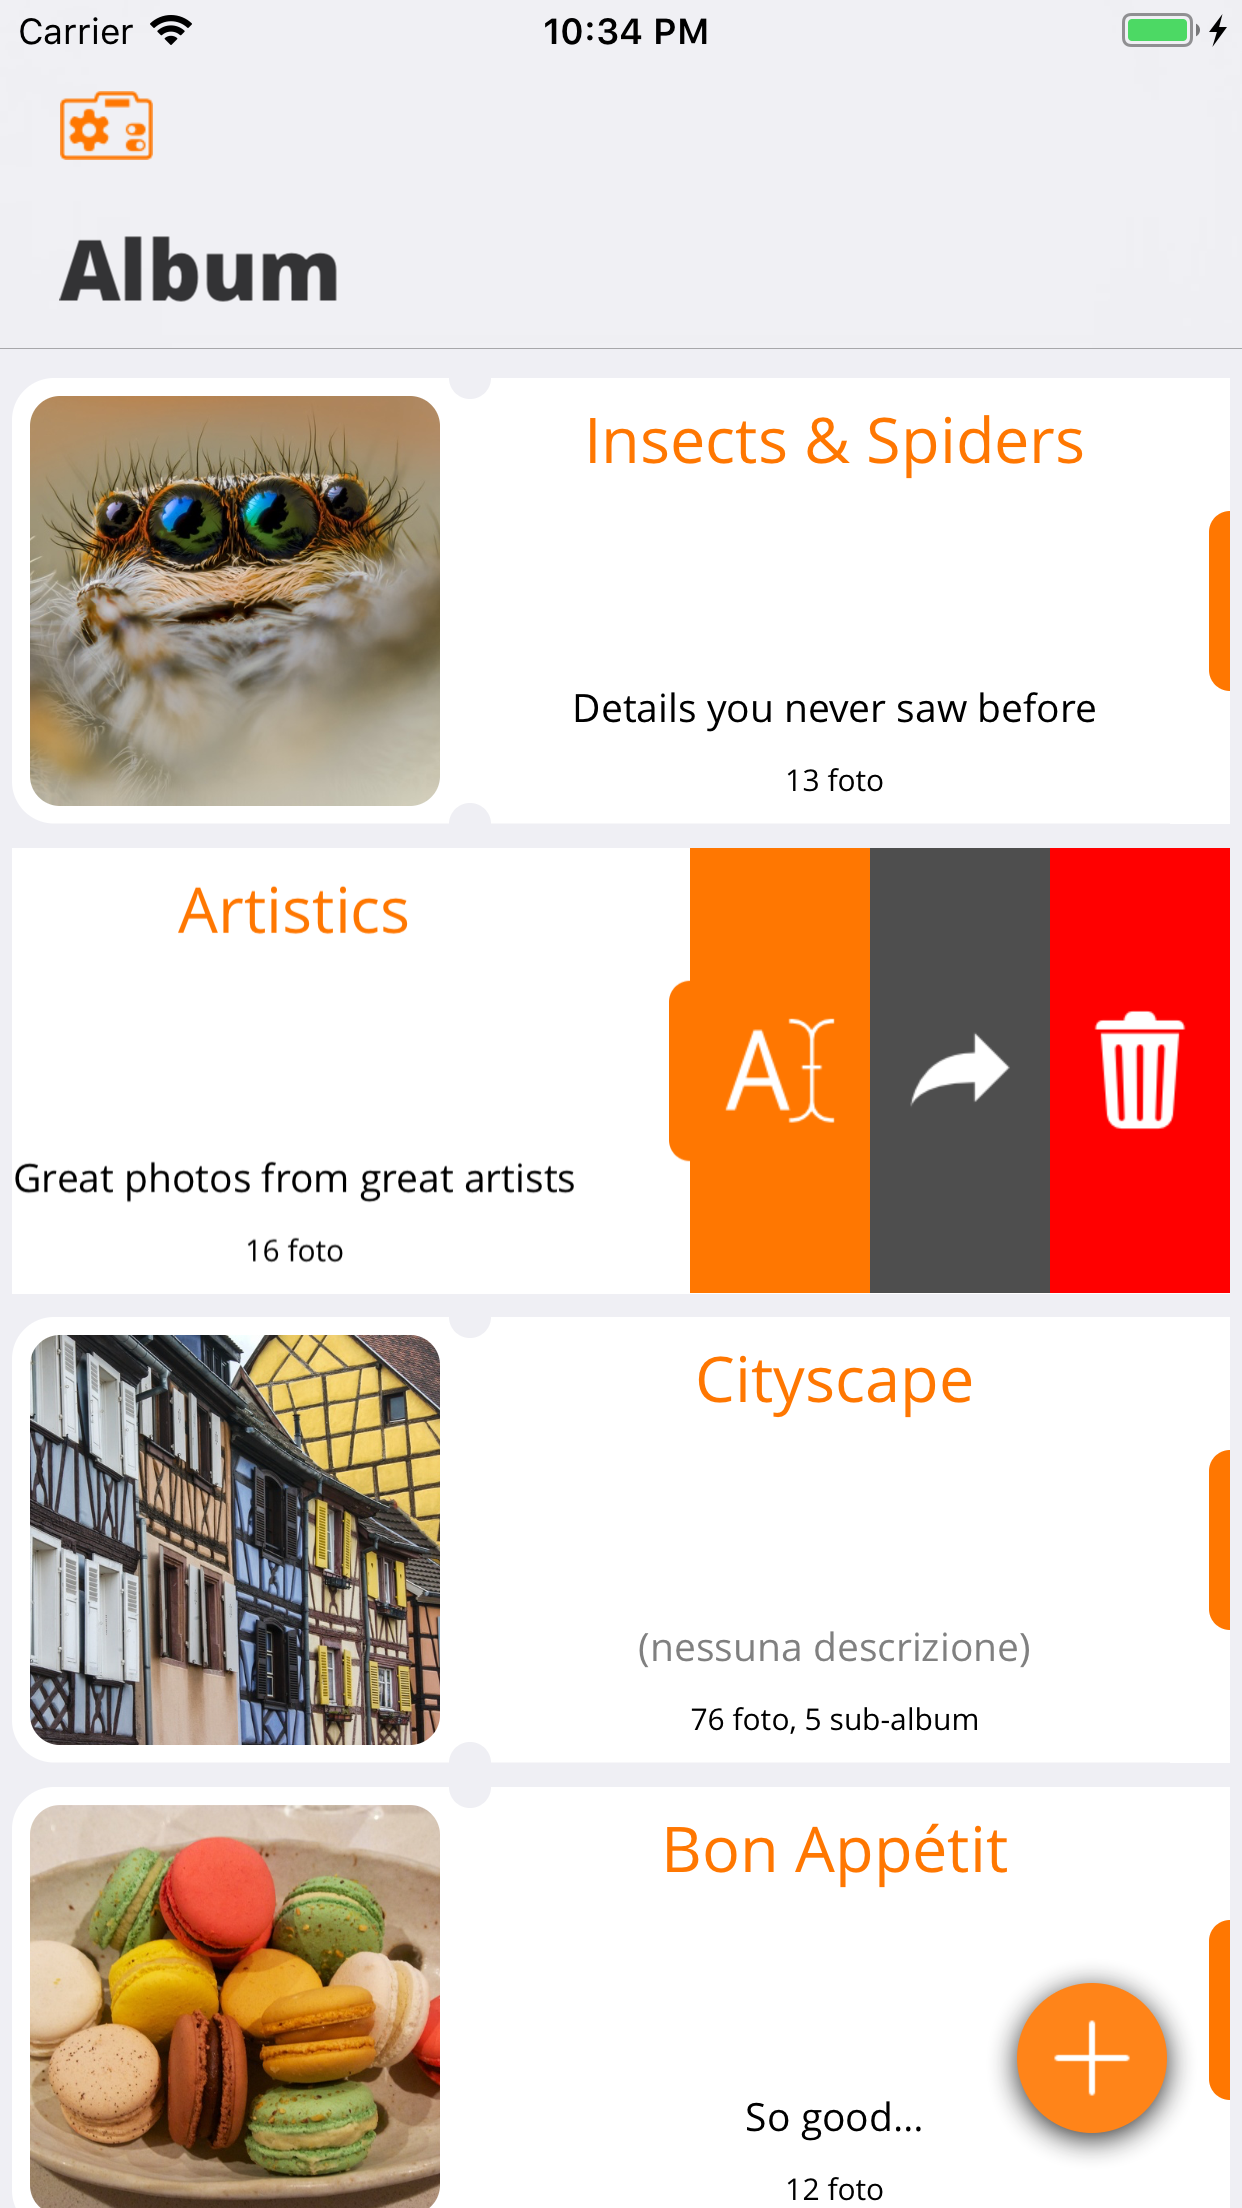 Carrier 10:34 PM
Album
Insects & Spiders
Details you never saw before
13 foto
Artistics
Great photos from great artists
16 foto
Cityscape
(nessuna descrizione)
76 foto, 5 sub-album
Bon Appétit
So good...
12 foto